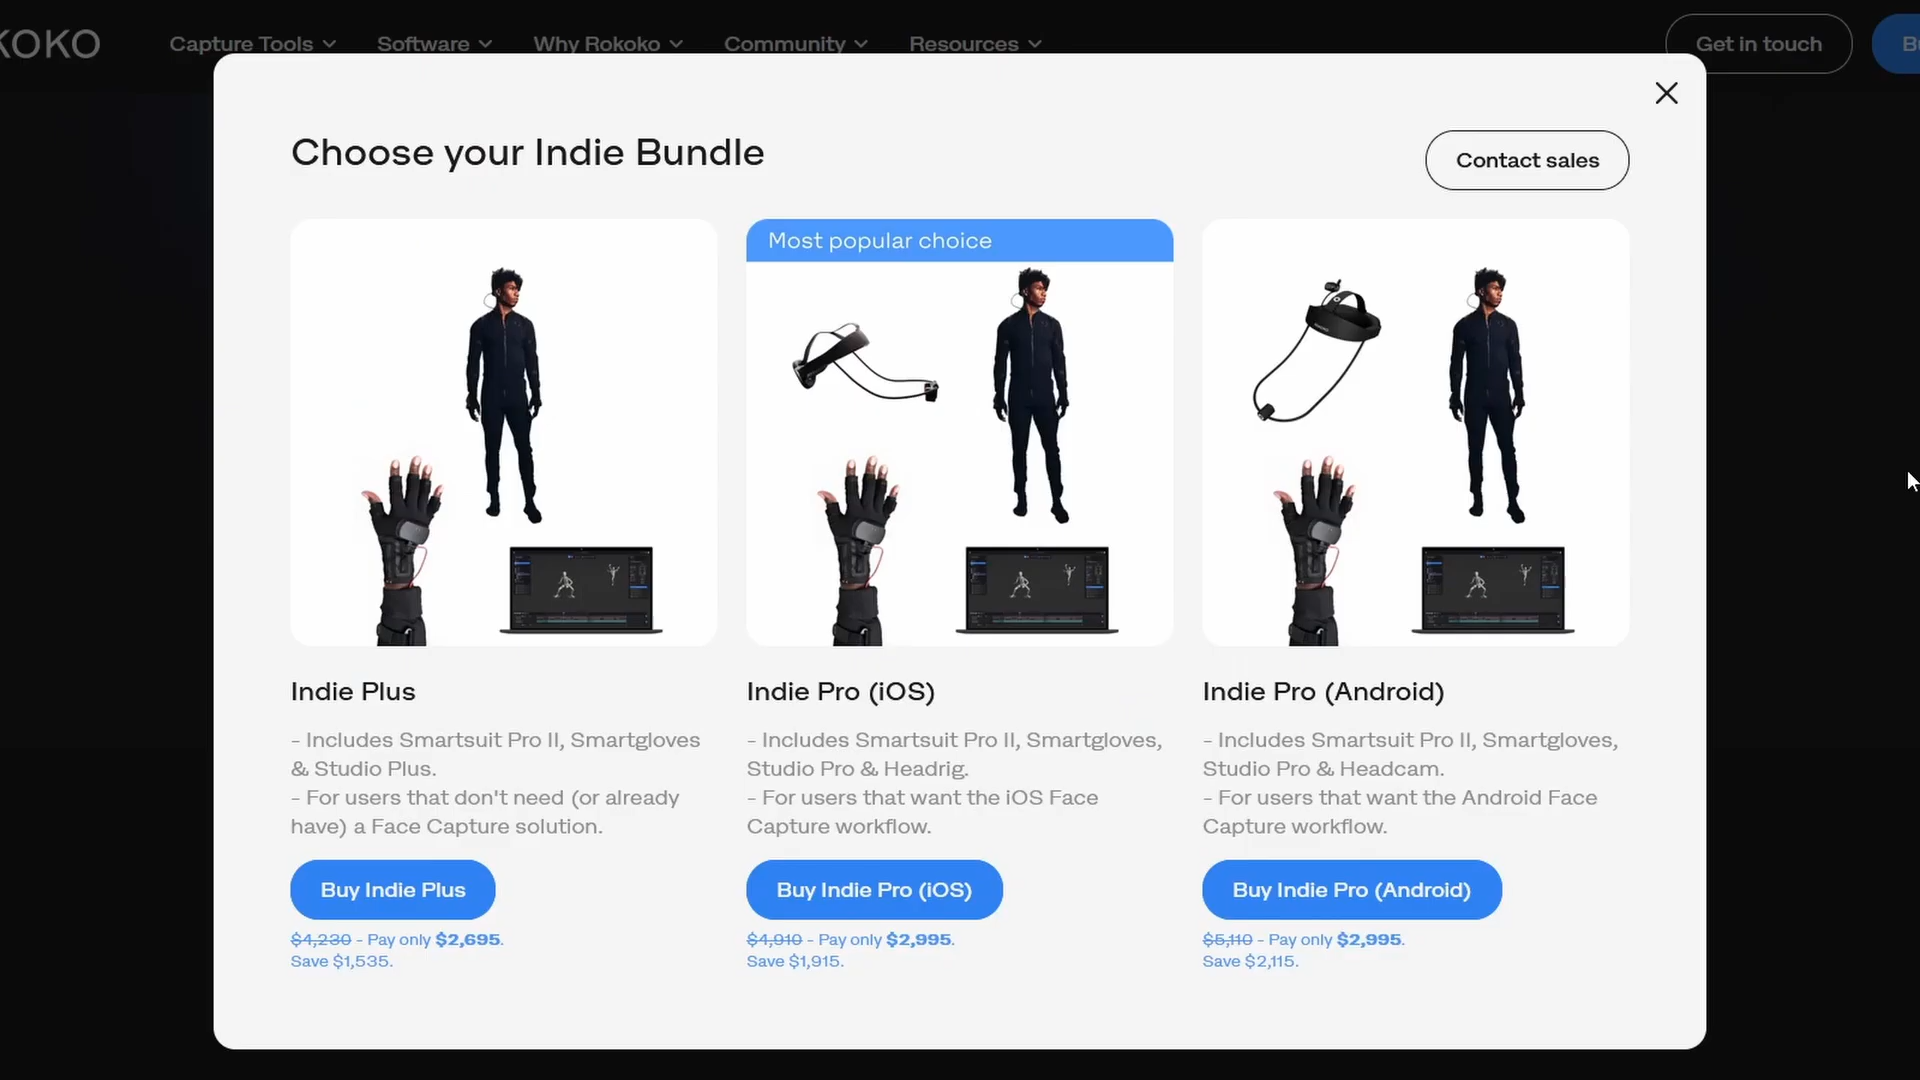 KOKO
Capture Tools
Software
Why Rokoko
Community
Resources
Get in touch
Choose your Indie Bundle
Contact sales
Most popular choice
Indie Plus
- Includes Smartsuit Pro II, Smartgloves
& Studio Plus.
- For users that don't need (or already
have) a Face Capture solution.
Buy Indie Plus
$4,230 - Pay only $2,695.
Save $1,535.
Indie Pro (iOS)
- Includes Smartsuit Pro II, Smartgloves,
Studio Pro & Headrig.
- For users that want the iOS Face
Capture workflow.
Buy Indie Pro (iOS)
$4,910 - Pay only $2,995.
Save $1,915.
Indie Pro (Android)
- Includes Smartsuit Pro II, Smartgloves,
Studio Pro & Headcam.
- For users that want the Android Face
Capture workflow.
Buy Indie Pro (Android)
$5,110 - Pay only $2,995.
Save $2,115.